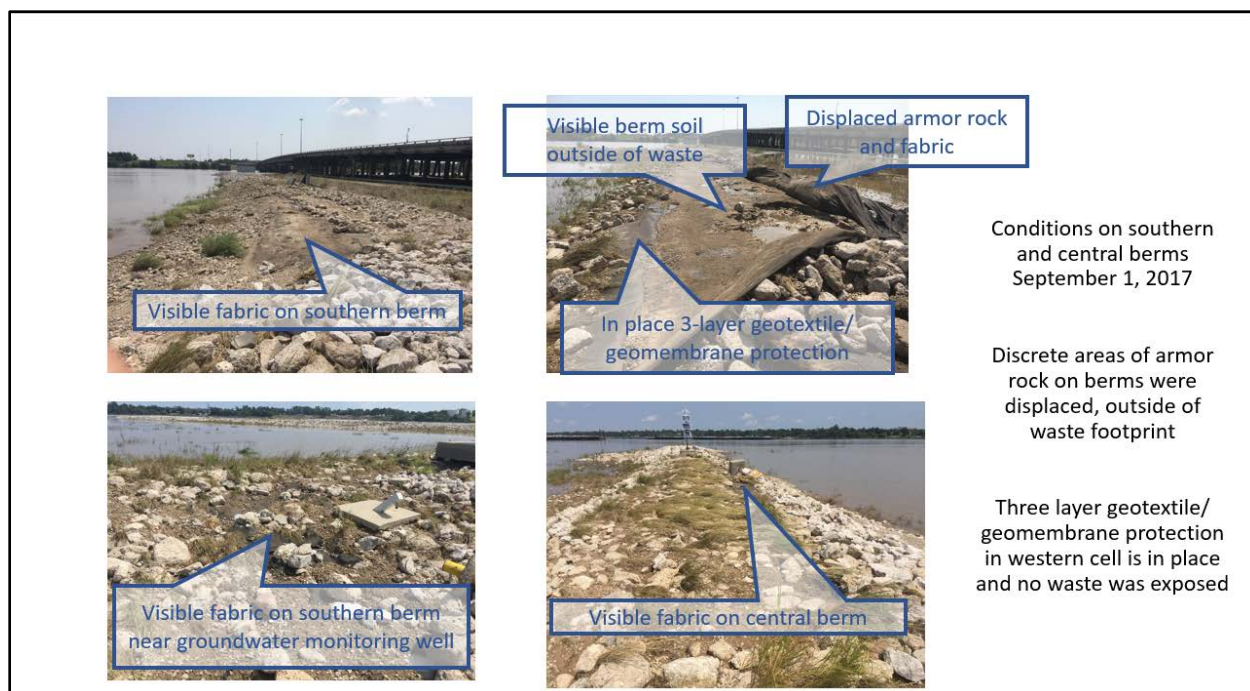 Visible fabric on southern berm
Visible berm soil
outside of waste
Displaced armor rock
and fabric
In place 3-layer geotextile/
geomembrane protection
Visible fabric on southern berm
near groundwater monitoring well
Visible fabric on central berm
Conditions on southern
and central berms
September 1, 2017
Discrete areas of armor
rock on berms were
displaced, outside of
waste footprint
Three layer geotextile/
geomembrane protection
in western cell is in place
and no waste was exposed